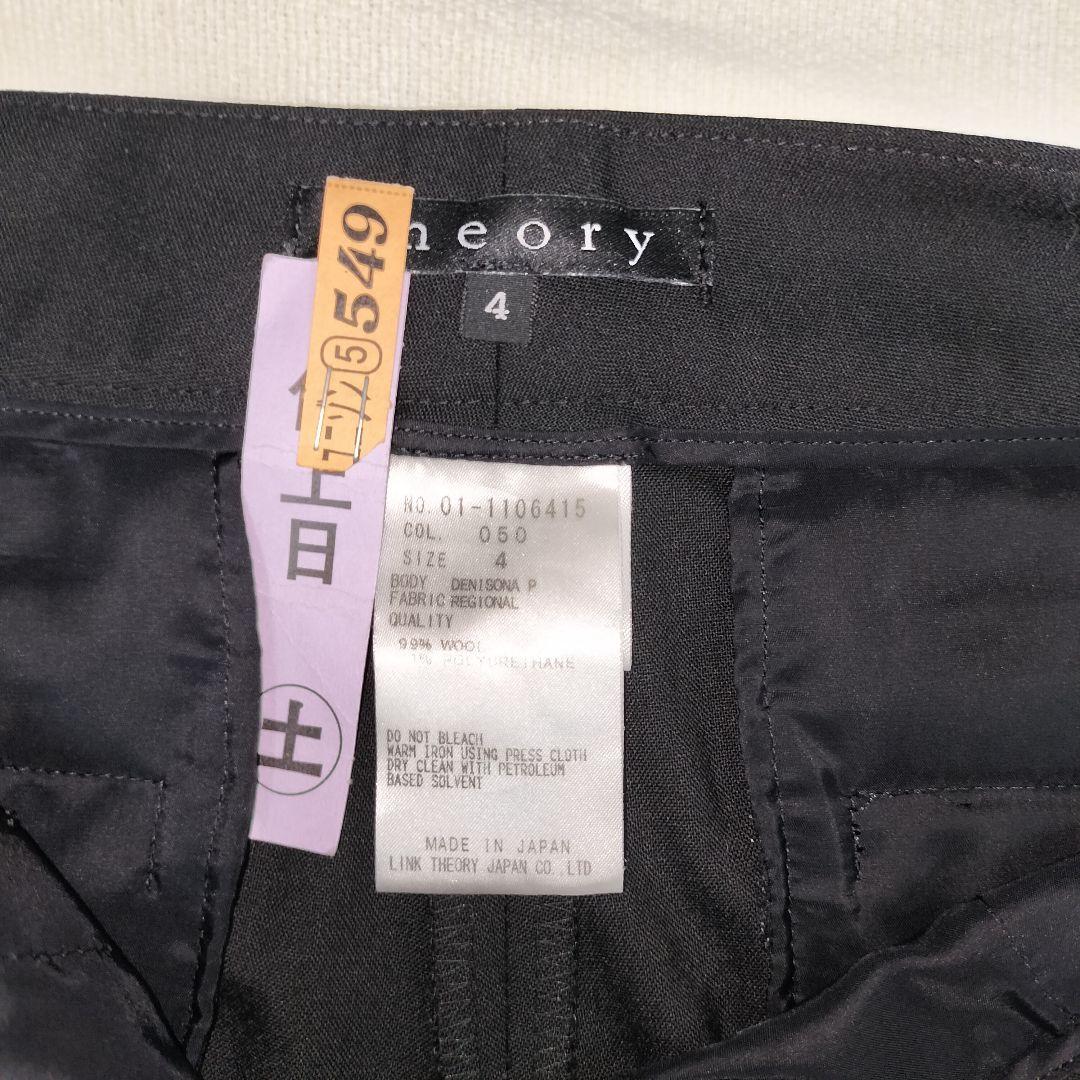 heory
4
549
5
土
NO. 01-1106415
COL. 050
SIZE 4
BODY DENISONA P
FABRIC REGIONAL
QUALITY
99% WOOL
1% POLYURETHANE
DO NOT BLEACH
WARM IRON USING PRESS CLOTH
DRY CLEAN WITH PETROLEUM
BASED SOLVENT
MADE IN JAPAN
LINK THEORY JAPAN CO., LTD